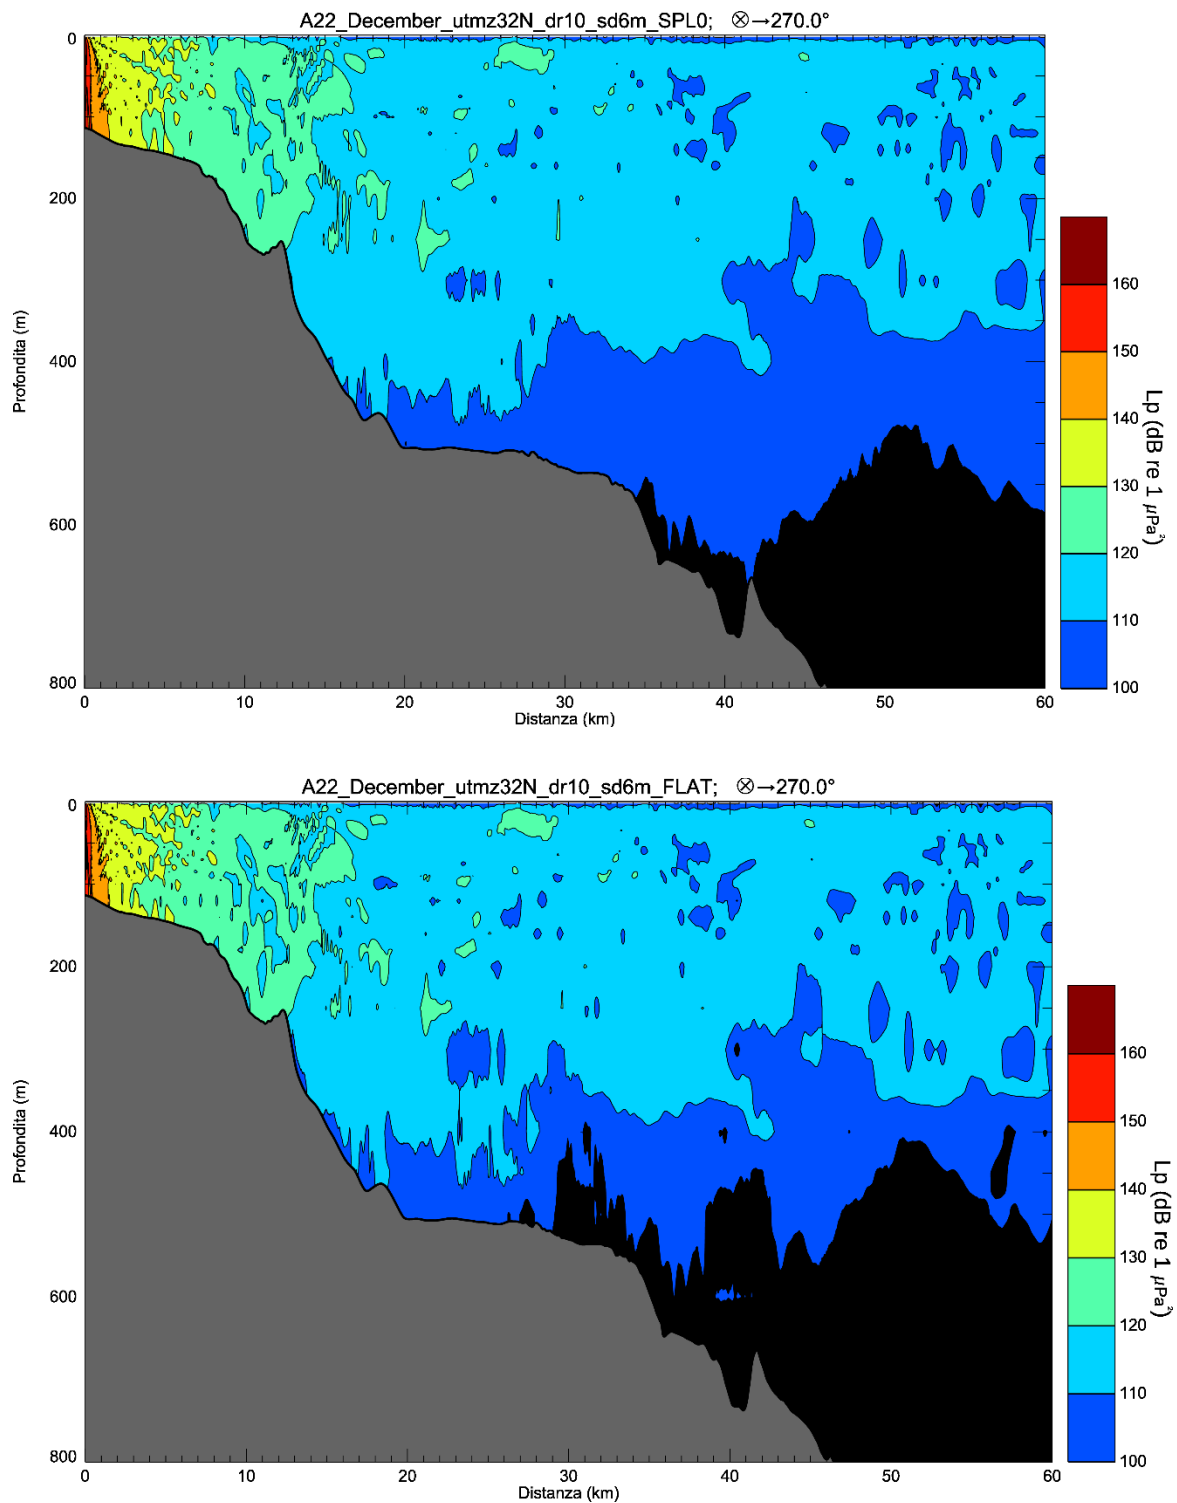 A22_December_utmz32N_dr10_sd6m_SPL0; ⊗→270.0°
0
200
400
600
800
Profondita (m)
0 10 20 30 40 50 60
Distanza (km)
160
150
140
130
120
110
100
Lp (dB re 1 µPa²)
A22_December_utmz32N_dr10_sd6m_FLAT; ⊗→270.0°
0
200
400
600
800
Profondita (m)
0 10 20 30 40 50 60
Distanza (km)
160
150
140
130
120
110
100
Lp (dB re 1 µPa²)